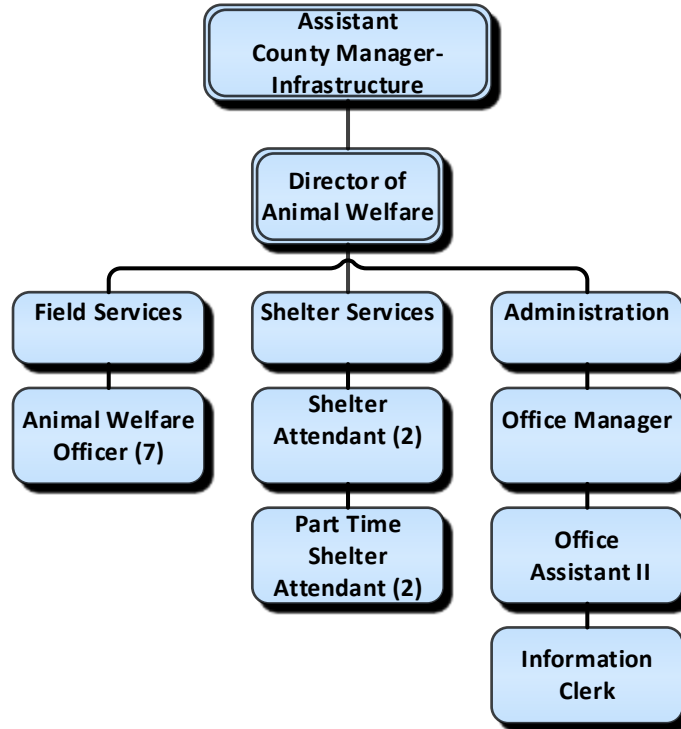 Assistant
County Manager-
Infrastructure
Director of
Animal Welfare
Field Services
Shelter Services
Administration
Animal Welfare
Officer (7)
Shelter
Attendant (2)
Office Manager
Part Time
Shelter
Attendant (2)
Office
Assistant II
Information
Clerk